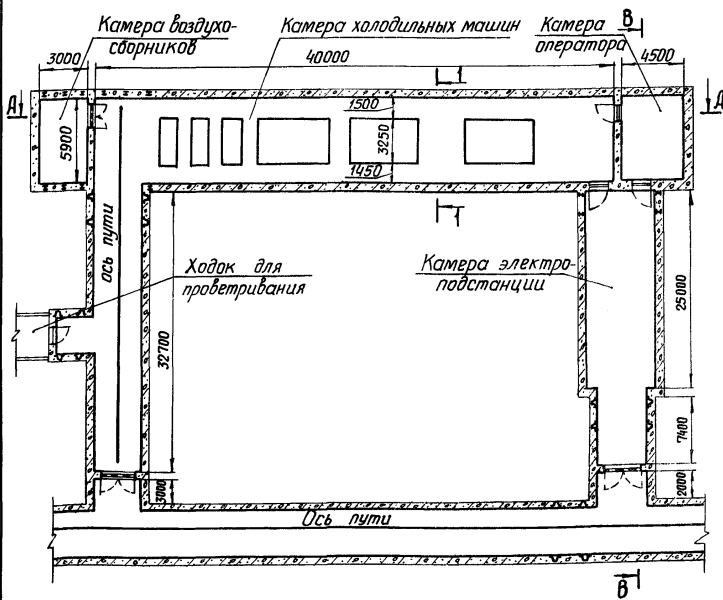 Камера воздухо-
сборников
Камера холодильных машин
В
Камера
оператора
3000
40000
4500
1
А
А
1500
5900
3250
1450
1
ось пути
Ходок для
проветривания
Камера электро-
подстанции
25000
32700
7400
3000
2000
Ось пути
В